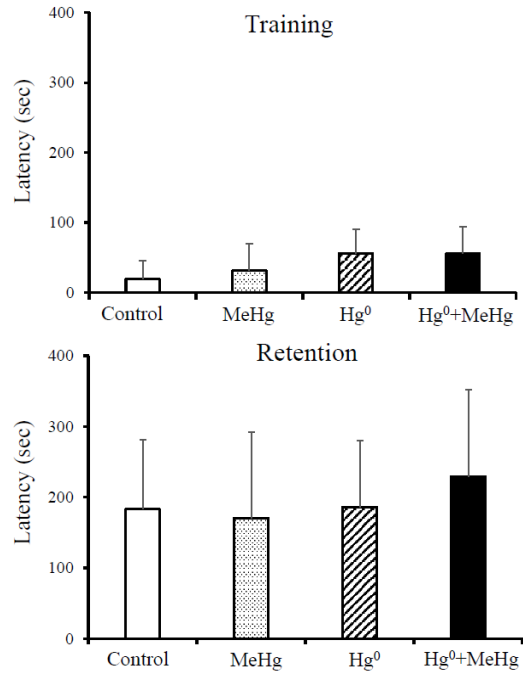 Training
Latency (sec)
400
300
200
100
0
Control MeHg Hg⁰ Hg⁰+MeHg
Retention
Latency (sec)
400
300
200
100
0
Control MeHg Hg⁰ Hg⁰+MeHg